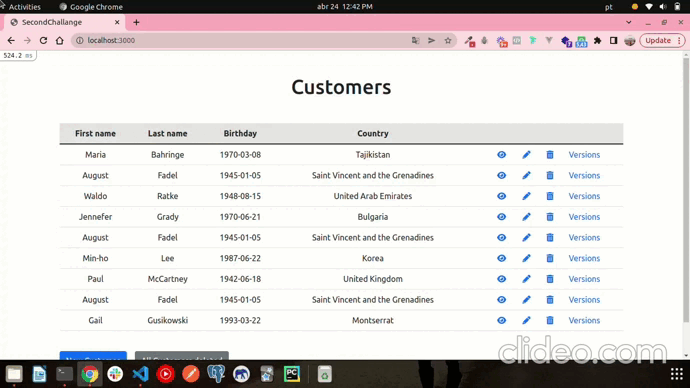 Activities Google Chrome abr 24 12:42 PM pt
SecondChallange
localhost:3000 Update
524.2 ms
Customers
First name Last name Birthday Country
Maria Bahringe 1970-03-08 Tajikistan Versions
August Fadel 1945-01-05 Saint Vincent and the Grenadines Versions
Waldo Ratke 1948-08-15 United Arab Emirates Versions
Jennefer Grady 1970-06-21 Bulgaria Versions
August Fadel 1945-01-05 Saint Vincent and the Grenadines Versions
Min-ho Lee 1987-06-22 Korea Versions
Paul McCartney 1942-06-18 United Kingdom Versions
August Fadel 1945-01-05 Saint Vincent and the Grenadines Versions
Gail Gusikowski 1993-03-22 Montserrat Versions
New Customer All Customers deleted
clideo.com